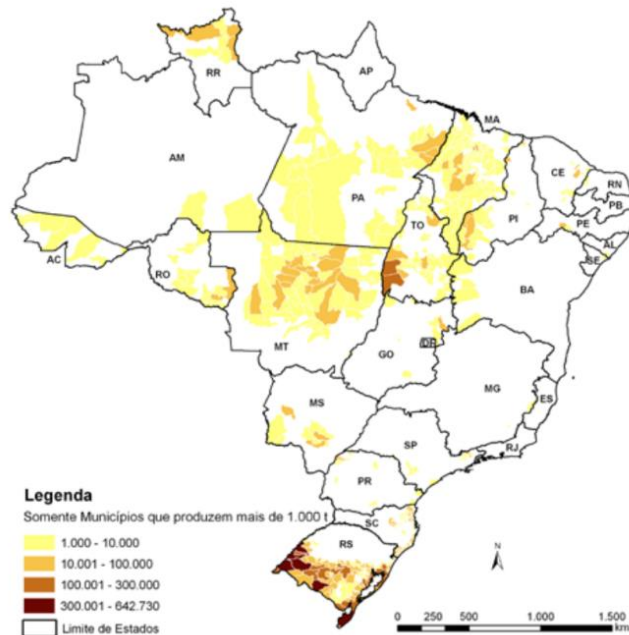 RR
AP
AM
PA
MA
CE
RN
PB
PI
PE
AL
SE
TO
AC
RO
BA
MT
GO
DF
MG
ES
MS
SP
RJ
PR
SC
RS
Legenda
Somente Municípios que produzem mais de 1.000 t
1.000 - 10.000
10.001 - 100.000
100.001 - 300.000
300.001 - 642.730
Limite de Estados
N
0 500 1.000 1.500
km